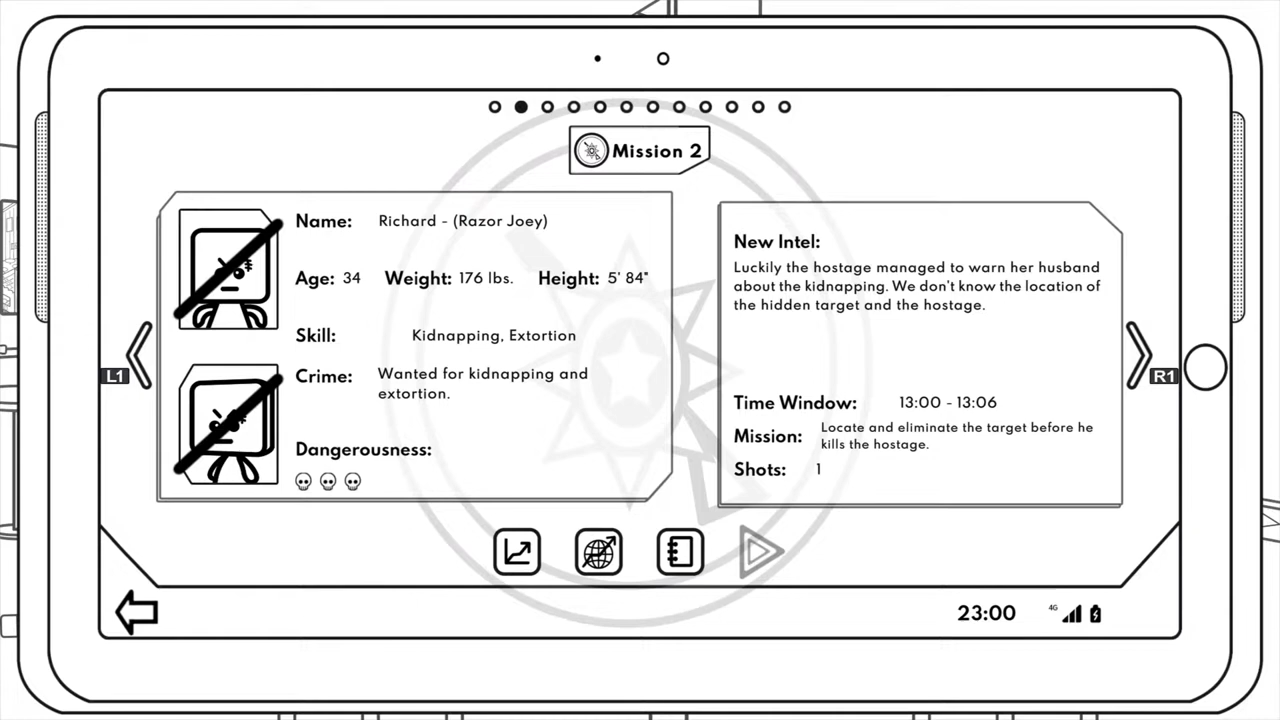 Mission 2
Name: Richard - (Razor Joey)
Age: 34 Weight: 176 lbs. Height: 5' 84"
Skill: Kidnapping, Extortion
Crime: Wanted for kidnapping and
extortion.
Dangerousness:
New Intel:
Luckily the hostage managed to warn her husband
about the kidnapping. We don't know the location of
the hidden target and the hostage.
Time Window: 13:00 - 13:06
Mission: Locate and eliminate the target before he
kills the hostage.
Shots: 1
L1
R1
23:00
4G